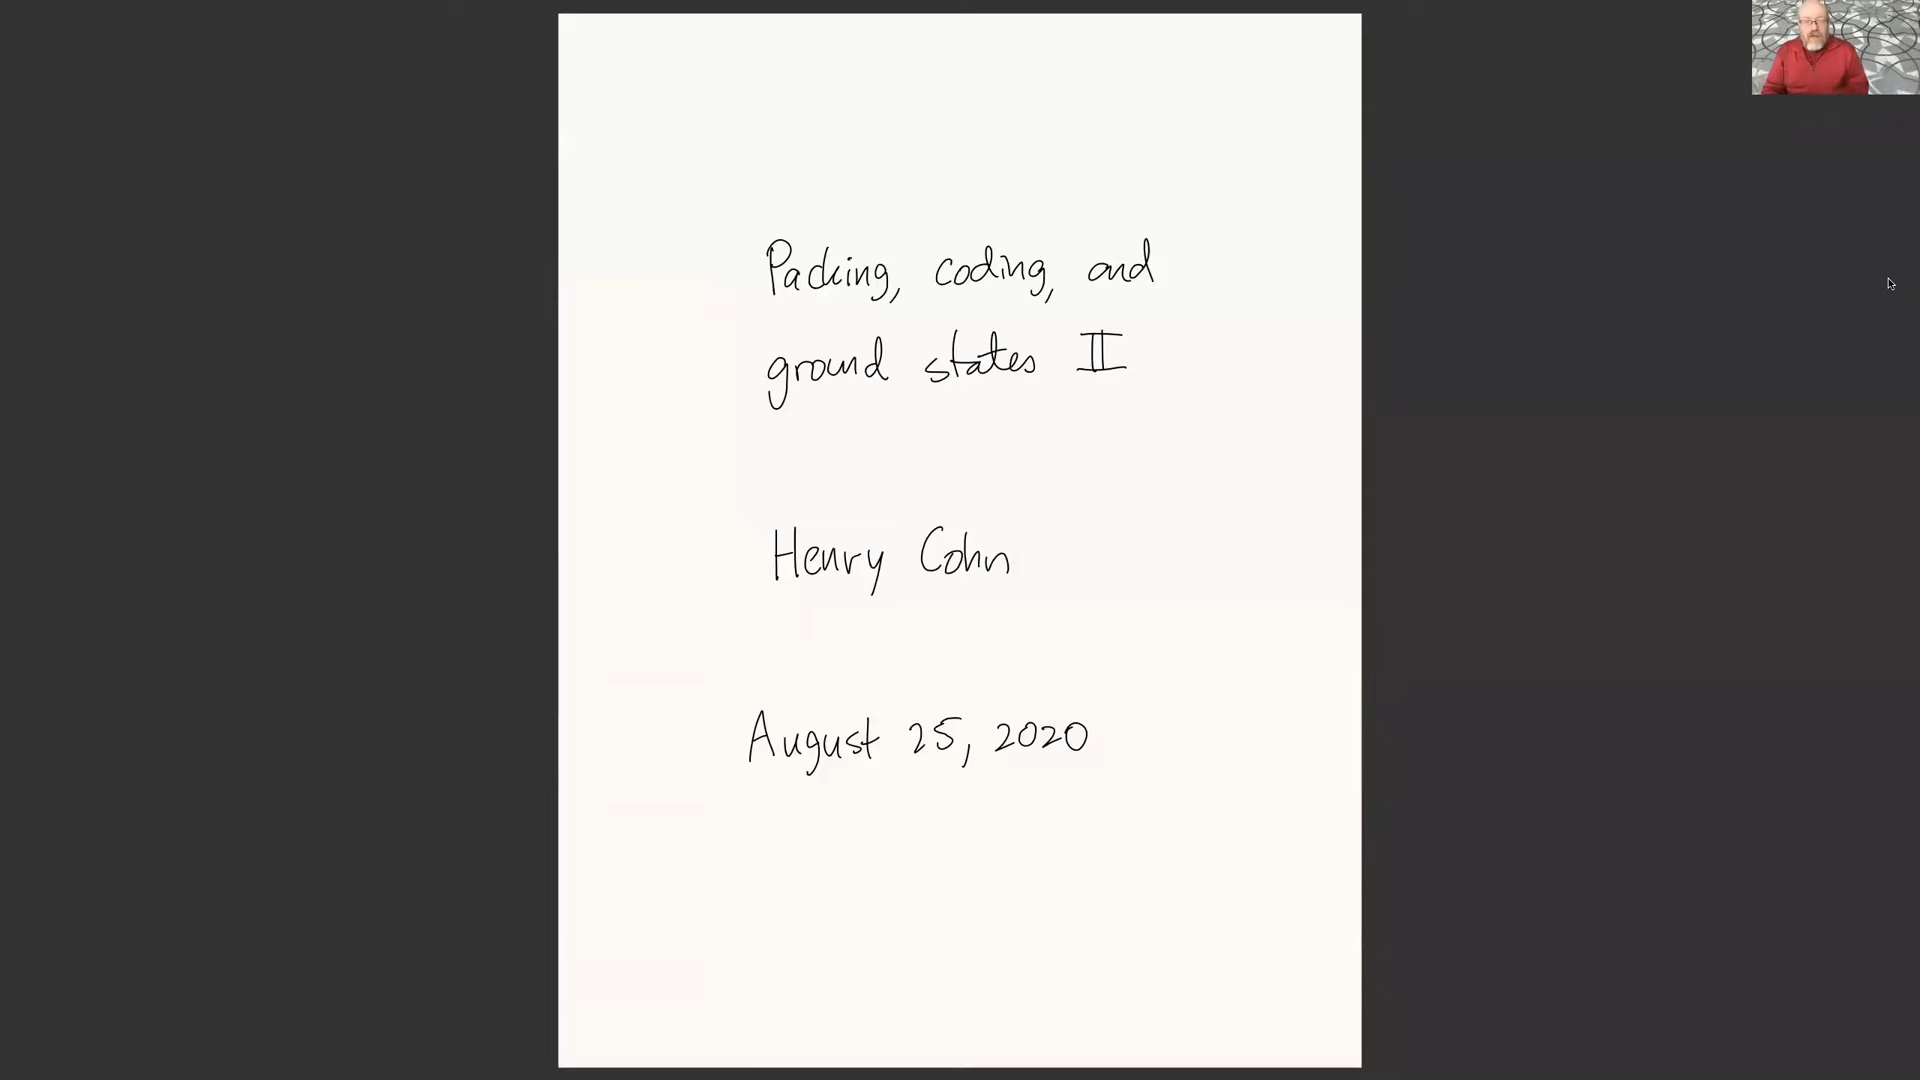 Packing, coding, and
ground states II
Henry Cohn
August 25, 2020